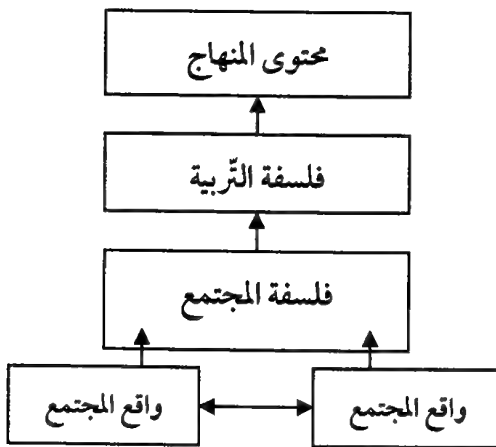 محتوى المنهاج
فلسفة التّربية
فلسفة المجتمع
واقع المجتمع
واقع المجتمع